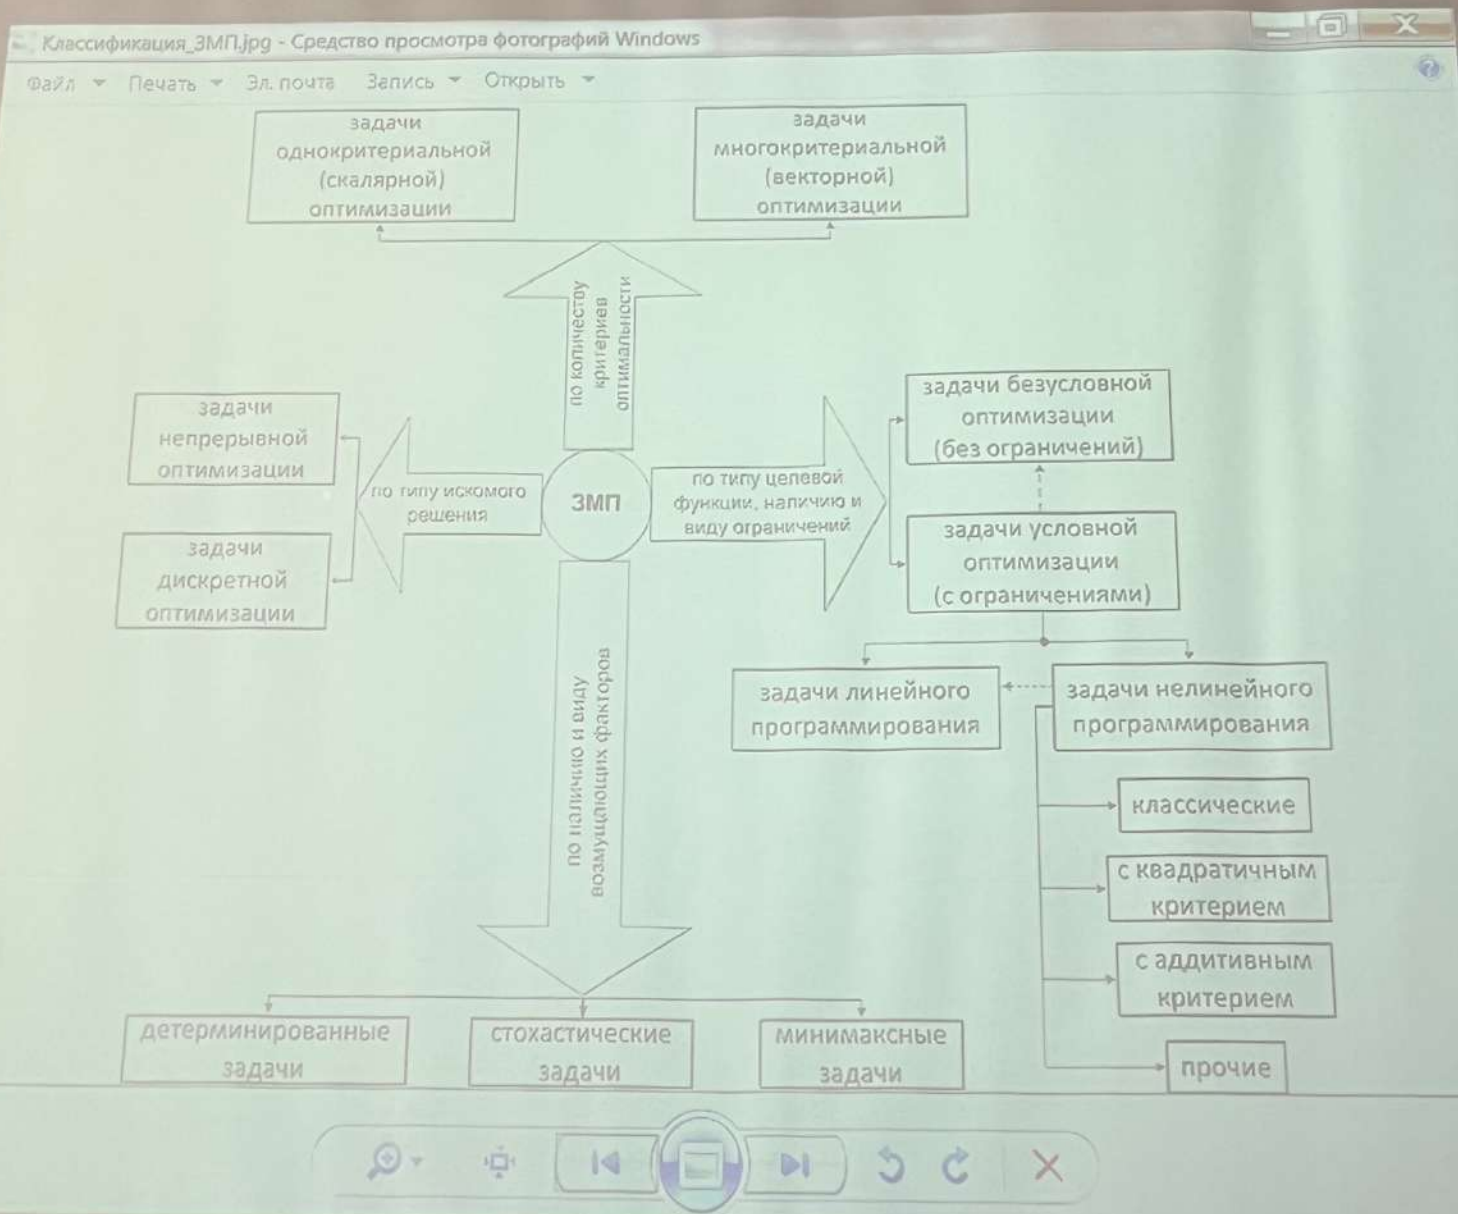 Классификация_ЗМП.jpg - Средство просмотра фотографий Windows
Файл Печать Эл. почта Запись Открыть
задачи
однокритериальной
(скалярной)
оптимизации
задачи
многокритериальной
(векторной)
оптимизации
по количеству
критериев
оптимальности
задачи
непрерывной
оптимизации
задачи
дискретной
оптимизации
по типу искомого
решения
ЗМП
по типу целевой
функции, наличию и
виду ограничений
задачи безусловной
оптимизации
(без ограничений)
задачи условной
оптимизации
(с ограничениями)
задачи линейного
программирования
задачи нелинейного
программирования
классические
с квадратичным
критерием
с аддитивным
критерием
прочие
по наличию и виду
возмущающих факторов
детерминированные
задачи
стохастические
задачи
минимаксные
задачи